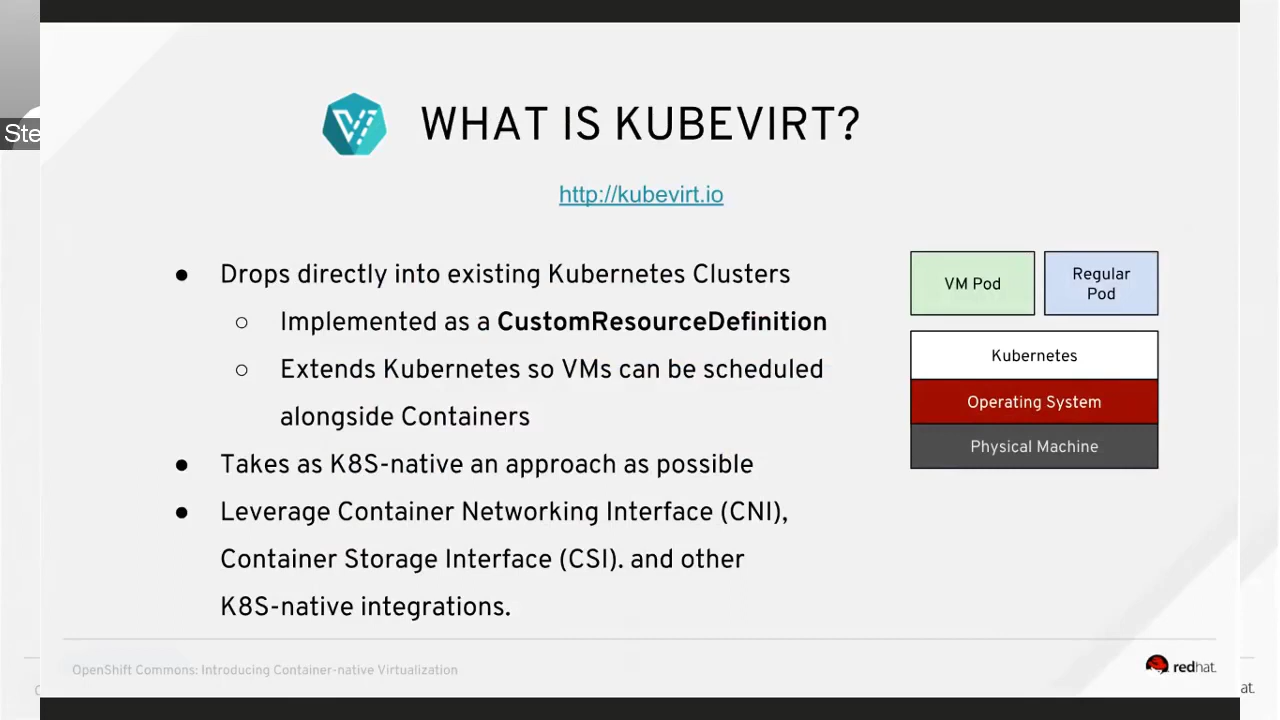 WHAT IS KUBEVIRT?
Ste
http://kubevirt.io
● Drops directly into existing Kubernetes Clusters
○ Implemented as a CustomResourceDefinition
○ Extends Kubernetes so VMs can be scheduled
alongside Containers
● Takes as K8S-native an approach as possible
● Leverage Container Networking Interface (CNI),
Container Storage Interface (CSI). and other
K8S-native integrations.
VM Pod
Regular
Pod
Kubernetes
Operating System
Physical Machine
OpenShift Commons: Introducing Container-native Virtualization
redhat.
at.